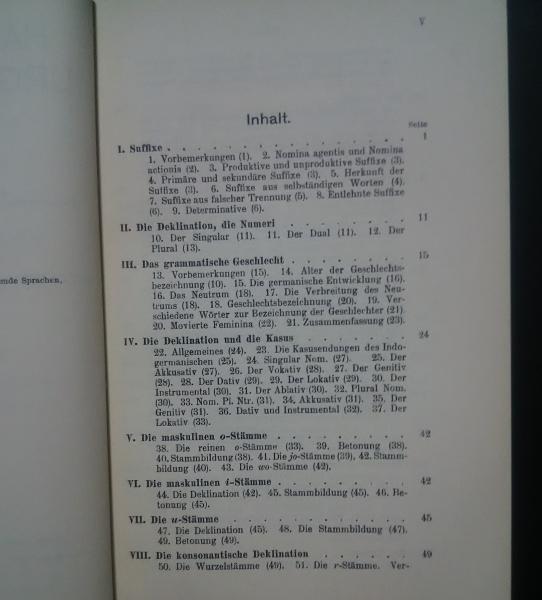 emde Sprachen,
V
Inhalt.
Seite
I. Suffixe . . . . . . . . . . . . . . . 1
1. Vorbemerkungen (1). 2. Nomina agentis und Nomina
actionis (2). 3. Produktive und unproduktive Suffixe (3).
4. Primäre und sekundäre Suffixe (3). 5. Herkunft der
Suffixe (3). 6. Suffixe aus selbständigen Worten (4).
7. Suffixe aus falscher Trennung (5). 8. Entlehnte Suffixe
(6). 9. Determinative (6).
II. Die Deklination, die Numeri . . . . . . . 11
10. Der Singular (11). 11. Der Dual (11). 12. Der
Plural (13).
III. Das grammatische Geschlecht . . . . . . . 15
13. Vorbemerkungen (15). 14. Alter der Geschlechts-
bezeichnung (10). 15. Die germanische Entwicklung (16).
16. Das Neutrum (18). 17. Die Verbreitung des Neu-
trums (18). 18. Geschlechtsbezeichnung (20). 19. Ver-
schiedene Wörter zur Bezeichnung der Geschlechter (21)
20. Movierte Feminina (22). 21. Zusammenfassung (23).
IV. Die Deklination und die Kasus . . . . . . 24
22. Allgemeines (24). 23. Die Kasusendungen des Indo-
germanischen (25). 24. Singular Nom. (27). 25. Der
Akkusativ (27). 26. Der Vokativ (28). 27. Der Genitiv
(28). 28. Der Dativ (29). 29. Der Lokativ (29). 30. Der
Instrumental (30). 31. Der Ablativ (30). 32. Plural Nom.
(30). 33. Nom. Pl. Ntr. (31). 34. Akkusativ (31). 35. Der
Genitiv (31). 36. Dativ und Instrumental (32). 37. Der
Lokativ (33).
V. Die maskulinen o-Stämme . . . . . . . . 42
38. Die reinen o-Stämme (33). 39. Betonung (38).
40. Stammbildung (38). 41. Die jo-Stämme (39), 42. Stamm-
bildung (40). 43. Die wo-Stämme (42).
VI. Die maskulinen i-Stämme . . . . . . . . 42
44. Die Deklination (42). 45. Stammbildung (45). 46. Be-
tonung (45).
VII. Die u-Stämme . . . . . . . . . . . 45
47. Die Deklination (45). 48. Die Stammbildung (47).
49. Betonung (49).
VIII. Die konsonantische Deklination . . . . . . 49
50. Die Wurzelstämme (49). 51. Die r-Stämme. Ver-